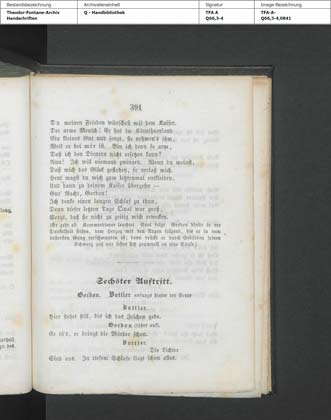 Bestandsbezeichnung
Archivalieneinheit
Signatur
Image-Bezeichnung
Theodor-Fontane-Archiv
Handschriften
Q - Handbibliothek
TFA A
Q66,3-4
TFA-A-
Q66,3-4,0841
391
Du meinen Frieden wünschest mit dem Kaiser.
Der arme Mensch! Er hat im Kärnthnerland
Ein kleines Gut und sorgt, sie nehmen's ihm,
Weil er bei mir ist. Bin ich denn so arm,
Daß ich den Dienern nicht ersetzen kann?
Nun! Ich will niemand zwingen. Wenn du meinst,
Daß mich das Glück geflohen, so verlaß mich.
Heut magst du mich zum letztenmal entkleiden,
Und dann zu deinem Kaiser übergehn —
Gut' Nacht, Gordon!
Ich denke einen langen Schlaf zu thun,
Denn dieser letzten Tage Qual war groß,
Sorgt, daß sie nicht zu zeitig mich erwecken.
(Er geht ab. Kammerdiener leuchtet. Seni folgt. Gordon bleibt in der
Dunkelheit stehen, dem Herzog mit den Augen folgend, bis er in dem
Gang verschwunden ist; dann drückt er durch Gebärden seinen
Schmerz aus und lehnt sich gramvoll an eine Säule.)
Sechster Auftritt.
Gordon. Buttler anfangs hinter der Scene
Buttler.
Hier stehet still, bis ich das Zeichen gebe.
Gordon fährt auf.
Er ist's, er bringt die Mörder schon.
Buttler.
Die Lichter
Sind aus. In tiefem Schlafe liegt schon alles.